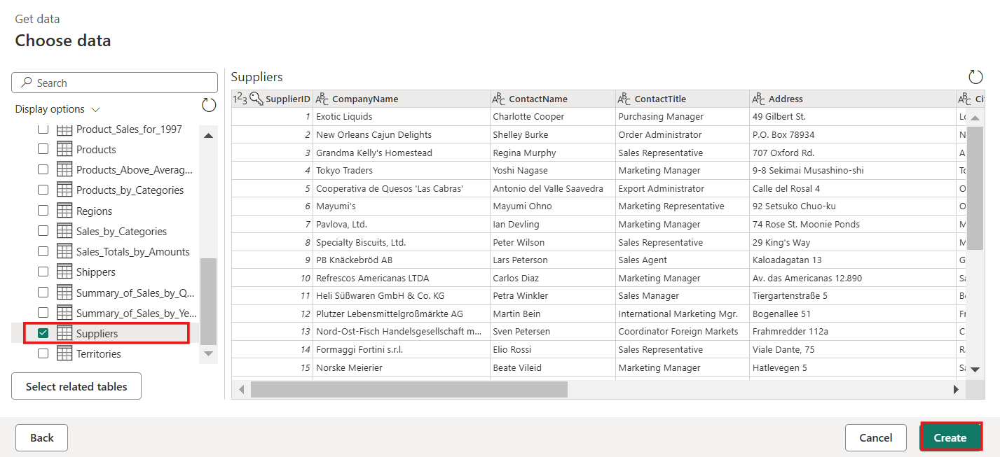 Get data
Choose data
Search
Display options
Product_Sales_for_1997
Products
Products_Above_Averag...
Products_by_Categories
Regions
Sales_by_Categories
Sales_Totals_by_Amounts
Shippers
Summary_of_Sales_by_Q...
Summary_of_Sales_by_Ye...
Suppliers
Territories
Select related tables
Suppliers
123 SupplierID ABC CompanyName ABC ContactName ABC ContactTitle ABC Address ABC Ci
1 Exotic Liquids Charlotte Cooper Purchasing Manager 49 Gilbert St. Lo
2 New Orleans Cajun Delights Shelley Burke Order Administrator P.O. Box 78934 N
3 Grandma Kelly's Homestead Regina Murphy Sales Representative 707 Oxford Rd. A
4 Tokyo Traders Yoshi Nagase Marketing Manager 9-8 Sekimai Musashino-shi To
5 Cooperativa de Quesos 'Las Cabras' Antonio del Valle Saavedra Export Administrator Calle del Rosal 4 O
6 Mayumi's Mayumi Ohno Marketing Representative 92 Setsuko Chuo-ku O
7 Pavlova, Ltd. Ian Devling Marketing Manager 74 Rose St. Moonie Ponds M
8 Specialty Biscuits, Ltd. Peter Wilson Sales Representative 29 King's Way M
9 PB Knäckebröd AB Lars Peterson Sales Agent Kaloadagatan 13 G
10 Refrescos Americanas LTDA Carlos Diaz Marketing Manager Av. das Americanas 12.890 Sa
11 Heli Süßwaren GmbH & Co. KG Petra Winkler Sales Manager Tiergartenstraße 5 Be
12 Plutzer Lebensmittelgroßmärkte AG Martin Bein International Marketing Mgr. Bogenallee 51 Fr
13 Nord-Ost-Fisch Handelsgesellschaft m... Sven Petersen Coordinator Foreign Markets Frahmredder 112a C
14 Formaggi Fortini s.r.l. Elio Rossi Sales Representative Viale Dante, 75 Ra
15 Norske Meierier Beate Vileid Marketing Manager Hatlevegen 5 Sa
Back
Cancel
Create